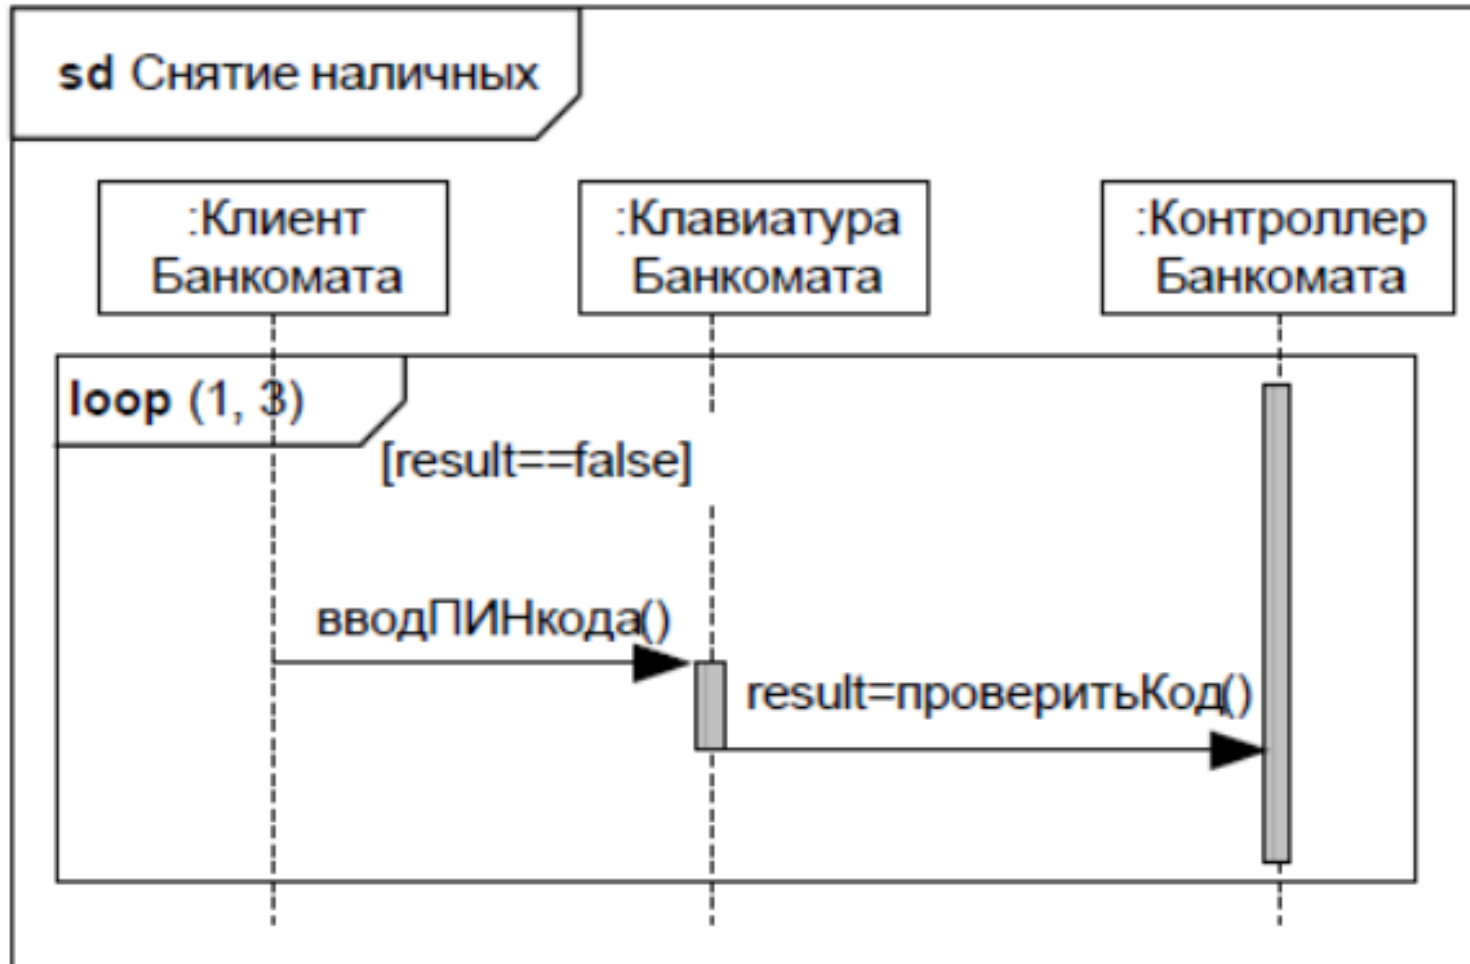 sd Снятие наличных
:Клиент
Банкомата
:Клавиатура
Банкомата
:Контроллер
Банкомата
loop (1, 3)
[result==false]
вводПИНкода()
result=проверитьКод()